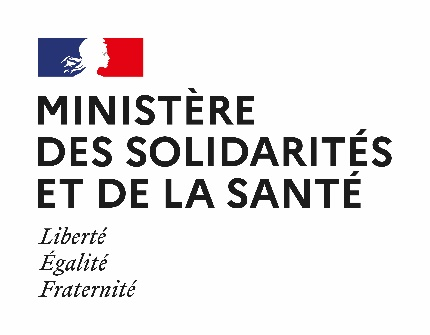 MINISTÈRE
DES SOLIDARITÉS
ET DE LA SANTÉ
Liberté
Égalité
Fraternité